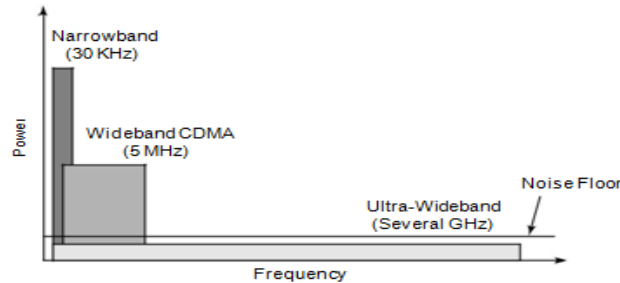 Narrowband
(30 KHz)
Wideband CDMA
(5 MHz)
Ultra-Wideband
(Several GHz)
Noise Floor
Power
Frequency